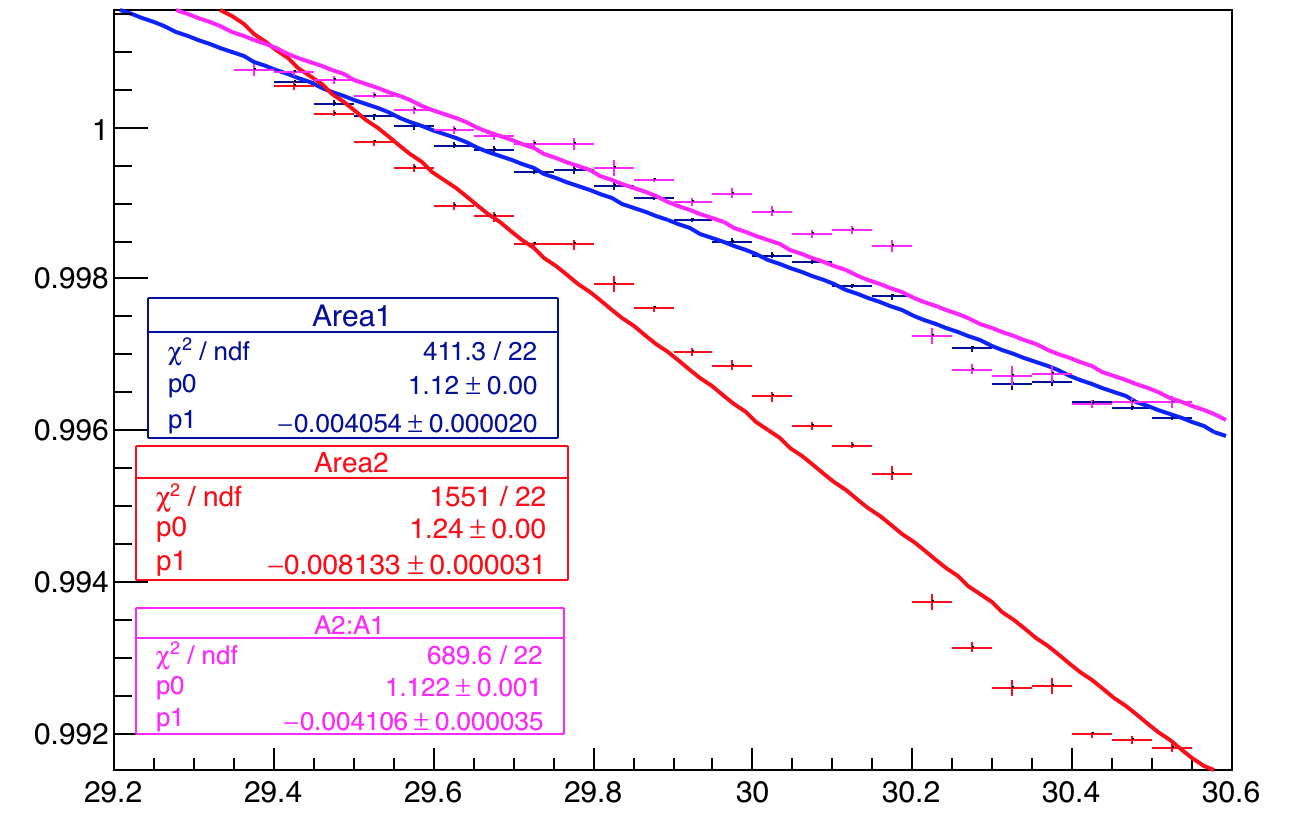 1
0.998
Area1
χ² / ndf 411.3 / 22
p0 1.12 ± 0.00
p1 −0.004054 ± 0.000020
0.996
Area2
χ² / ndf 1551 / 22
p0 1.24 ± 0.00
p1 −0.008133 ± 0.000031
0.994
A2:A1
χ² / ndf 689.6 / 22
p0 1.122 ± 0.001
p1 −0.004106 ± 0.000035
0.992
29.2 29.4 29.6 29.8 30 30.2 30.4 30.6